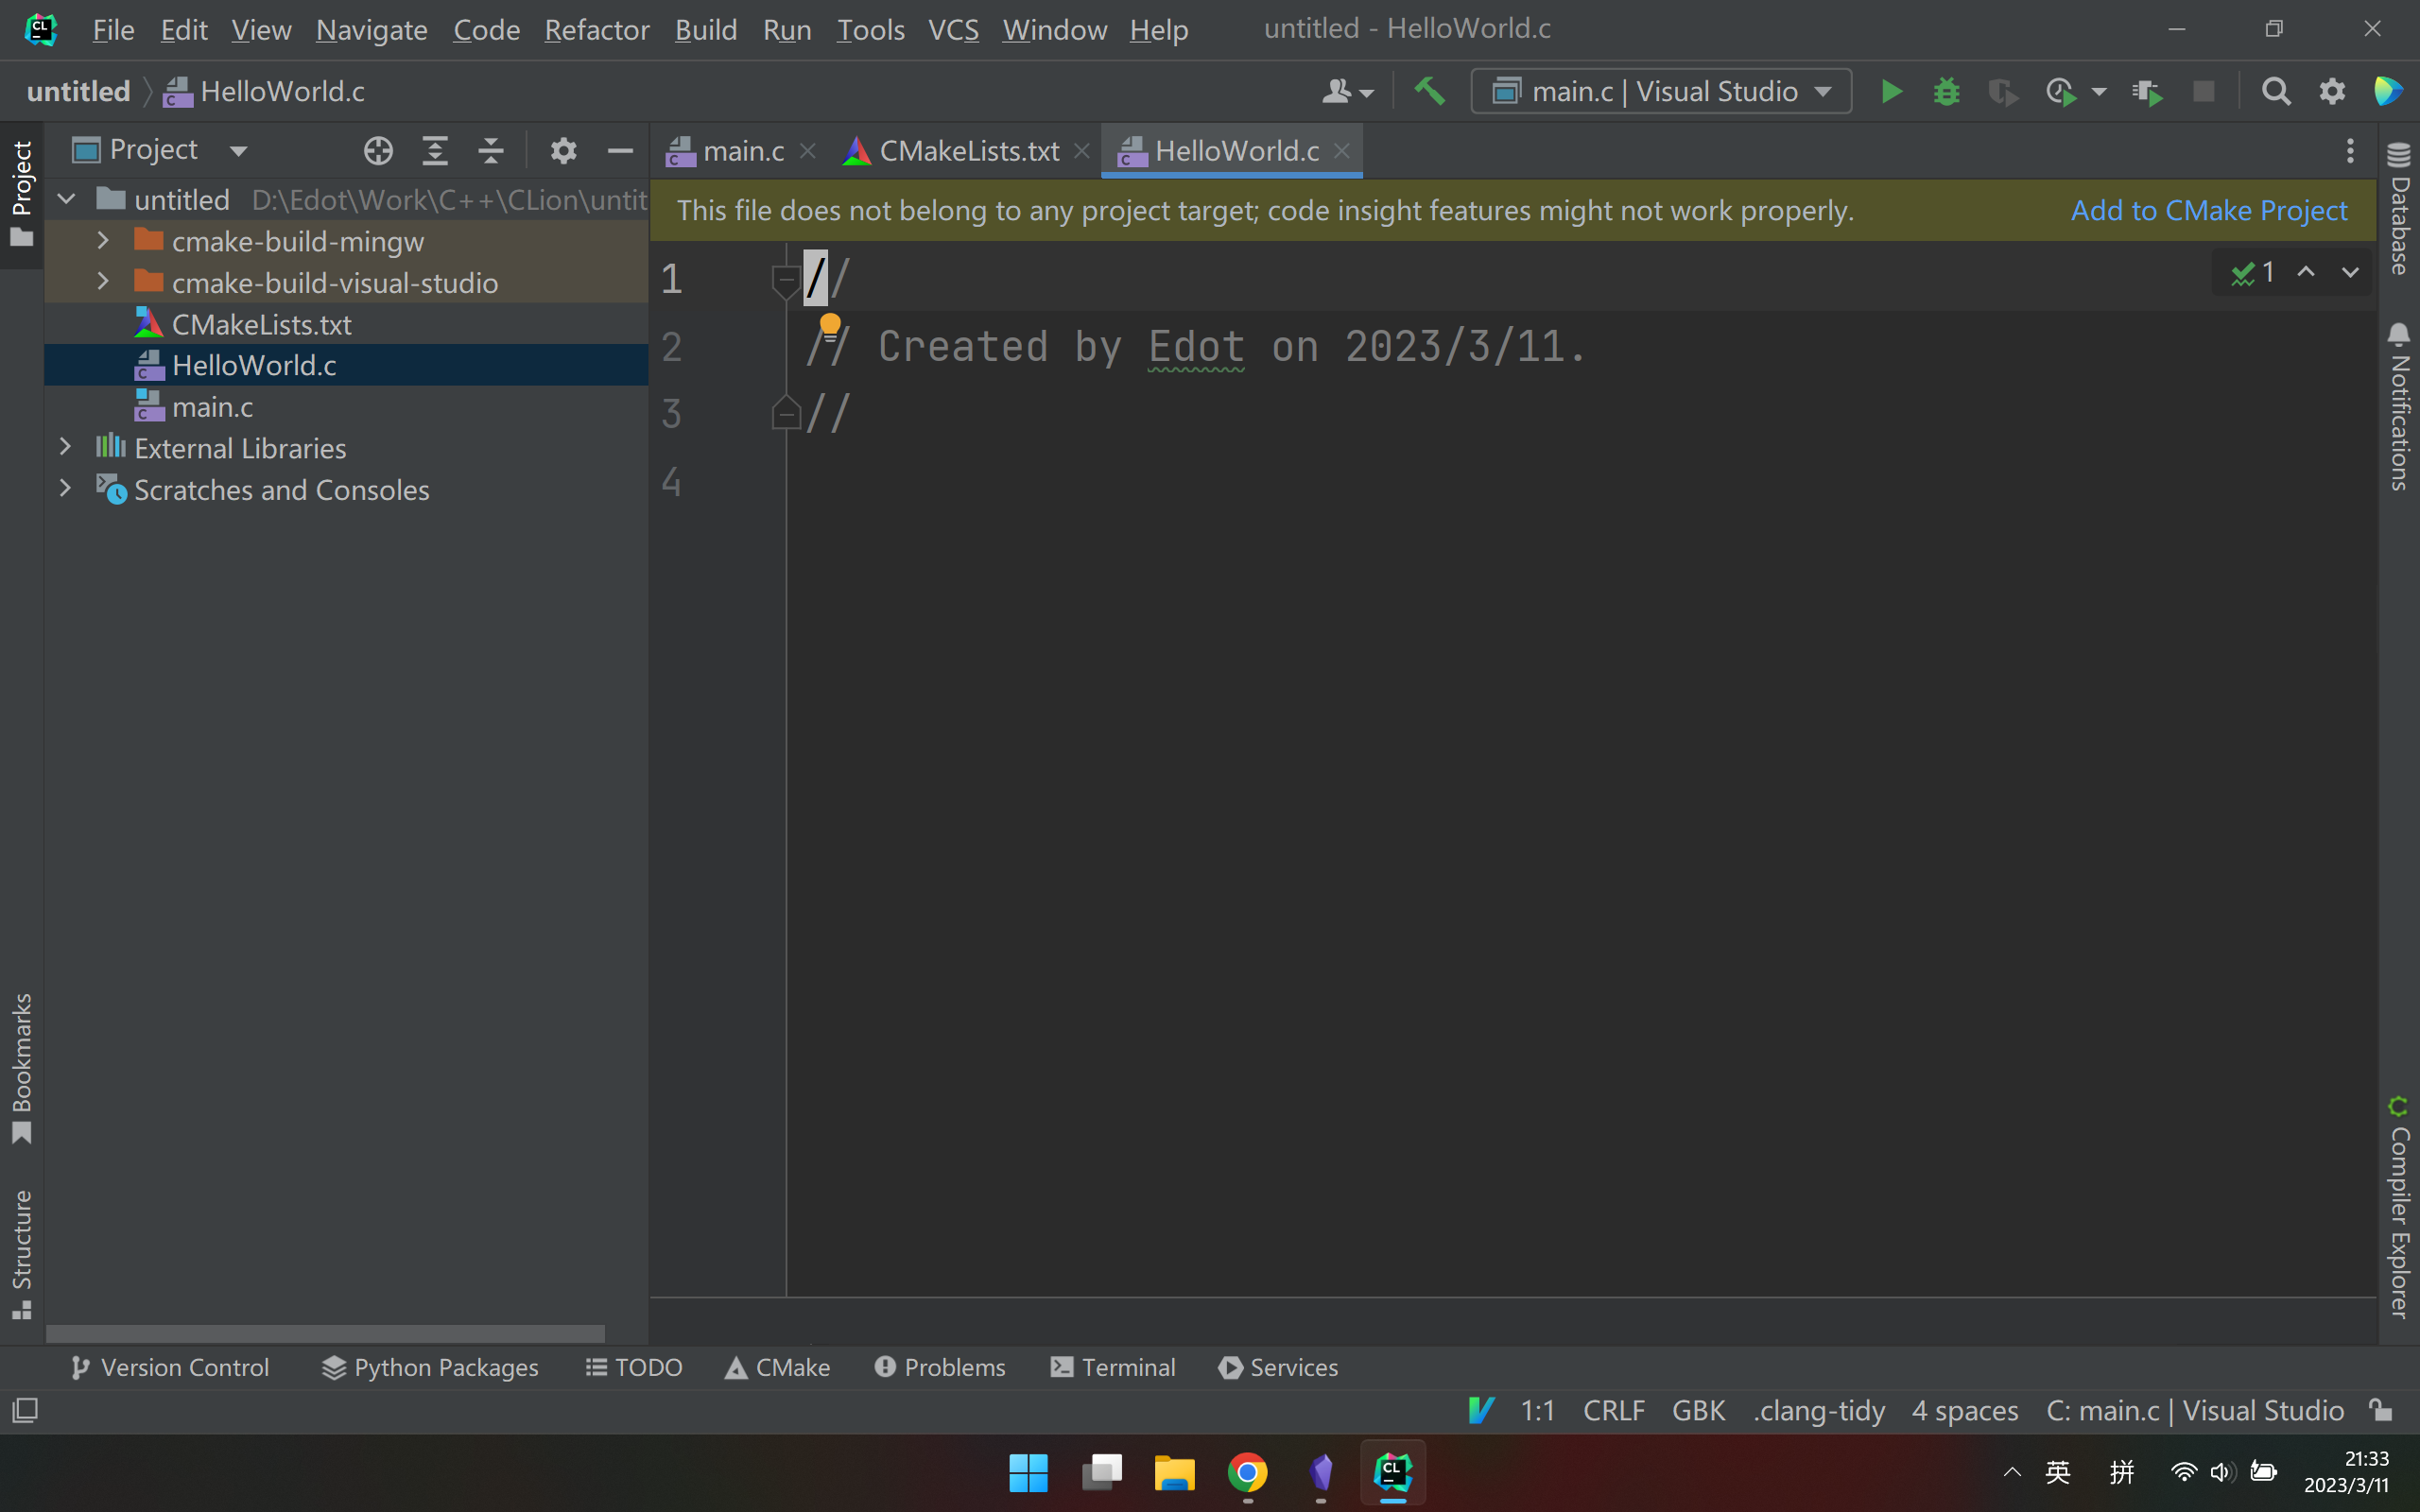 File Edit View Navigate Code Refactor Build Run Tools VCS Window Help untitled - HelloWorld.c
untitled HelloWorld.c main.c | Visual Studio
Project
Project
main.c CMakeLists.txt HelloWorld.c
untitled D:\Edot\Work\C++\CLion\untit
cmake-build-mingw
cmake-build-visual-studio
CMakeLists.txt
HelloWorld.c
main.c
External Libraries
Scratches and Consoles
This file does not belong to any project target; code insight features might not work properly. Add to CMake Project
1 //
2 // Created by Edot on 2023/3/11.
3 //
4
1
Database
Notifications
Compiler Explorer
Bookmarks
Structure
Version Control Python Packages TODO CMake Problems Terminal Services
1:1 CRLF GBK .clang-tidy 4 spaces C: main.c | Visual Studio
英 拼 21:33
2023/3/11